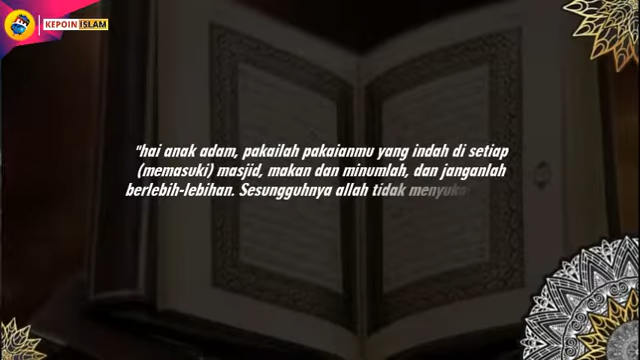 KEPOIN ISLAM
"hai anak adam, pakailah pakaianmu yang indah di setiap
(memasuki) masjid, makan dan minumlah, dan janganlah
berlebih-lebihan. Sesungguhnya allah tidak menyuka